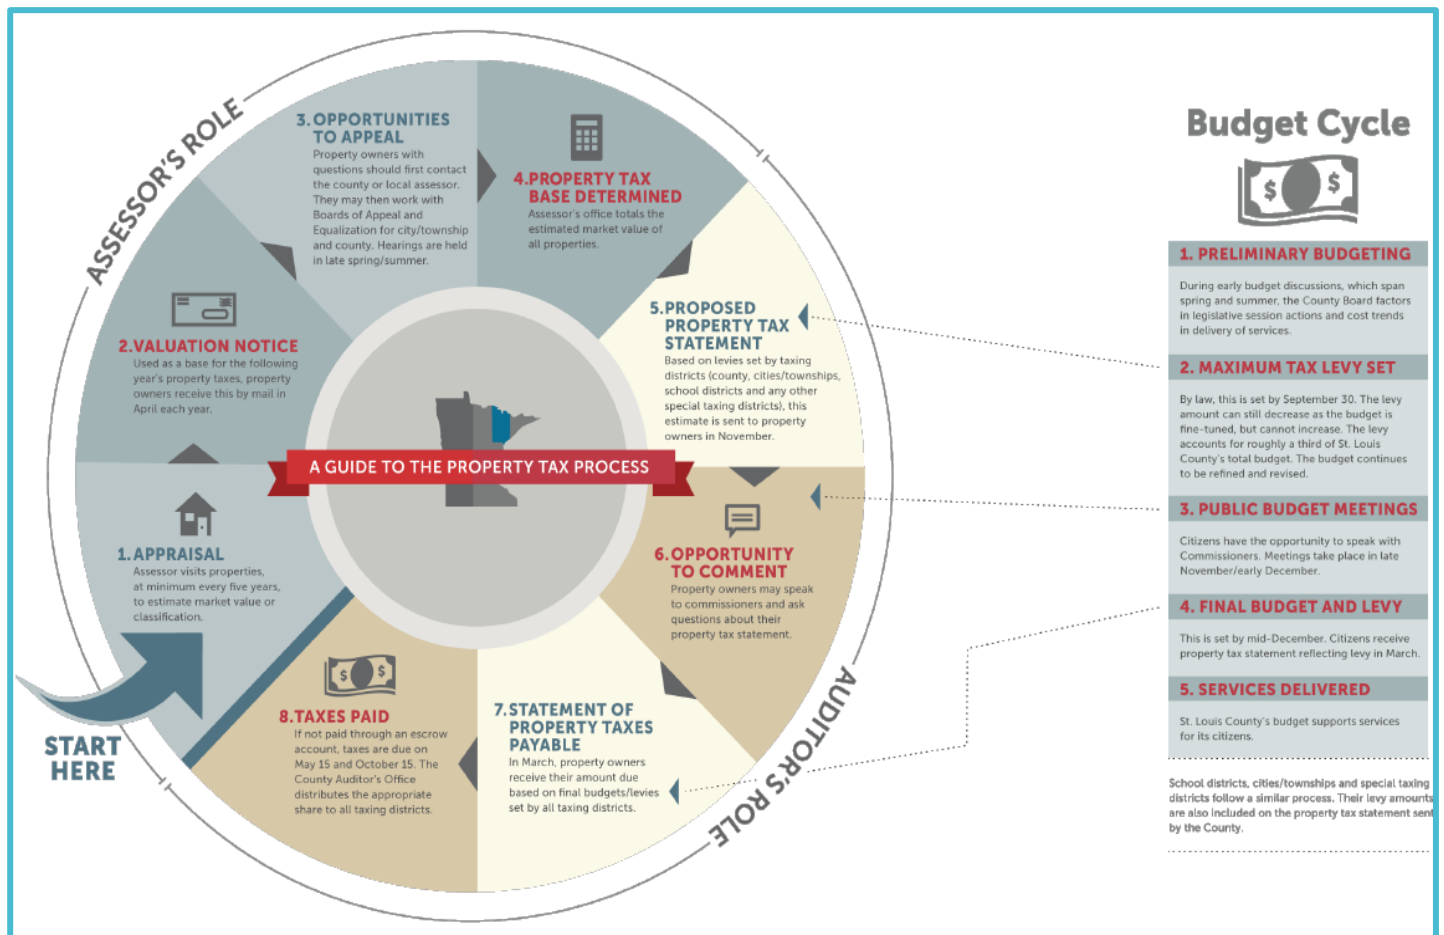 ASSESSOR'S ROLE
3. OPPORTUNITIES
TO APPEAL
Property owners with
questions should first contact
the county or local assessor.
They may then work with
Boards of Appeal and
Equalization for city/township
and county. Hearings are held
in late spring/summer.
4. PROPERTY TAX
BASE DETERMINED
Assessor's office totals the
estimated market value of
all properties.
2. VALUATION NOTICE
Used as a base for the following
year's property taxes, property
owners receive this by mail in
April each year.
5. PROPOSED
PROPERTY TAX
STATEMENT
Based on levies set by taxing
districts (county, cities/townships,
school districts and any other
special taxing districts), this
estimate is sent to property
owners in November.
A GUIDE TO THE PROPERTY TAX PROCESS
1. APPRAISAL
Assessor visits properties,
at minimum every five years,
to estimate market value or
classification.
START
HERE
6. OPPORTUNITY
TO COMMENT
Property owners may speak
to commissioners and ask
questions about their
property tax statement.
$ $
8. TAXES PAID
If not paid through an escrow
account, taxes are due on
May 15 and October 15. The
County Auditor's Office
distributes the appropriate
share to all taxing districts.
7. STATEMENT OF
PROPERTY TAXES
PAYABLE
In March, property owners
receive their amount due
based on final budgets/levies
set by all taxing districts.
AUDITOR'S ROLE
Budget Cycle
$ $
1. PRELIMINARY BUDGETING
During early budget discussions, which span
spring and summer, the County Board factors
in legislative session actions and cost trends
in delivery of services.
2. MAXIMUM TAX LEVY SET
By law, this is set by September 30. The levy
amount can still decrease as the budget is
fine-tuned, but cannot increase. The levy
accounts for roughly a third of St. Louis
County's total budget. The budget continues
to be refined and revised.
3. PUBLIC BUDGET MEETINGS
Citizens have the opportunity to speak with
Commissioners. Meetings take place in late
November/early December.
4. FINAL BUDGET AND LEVY
This is set by mid-December. Citizens receive
property tax statement reflecting levy in March.
5. SERVICES DELIVERED
St. Louis County's budget supports services
for its citizens.
School districts, cities/townships and special taxing
districts follow a similar process. Their levy amounts
are also included on the property tax statement sent
by the County.